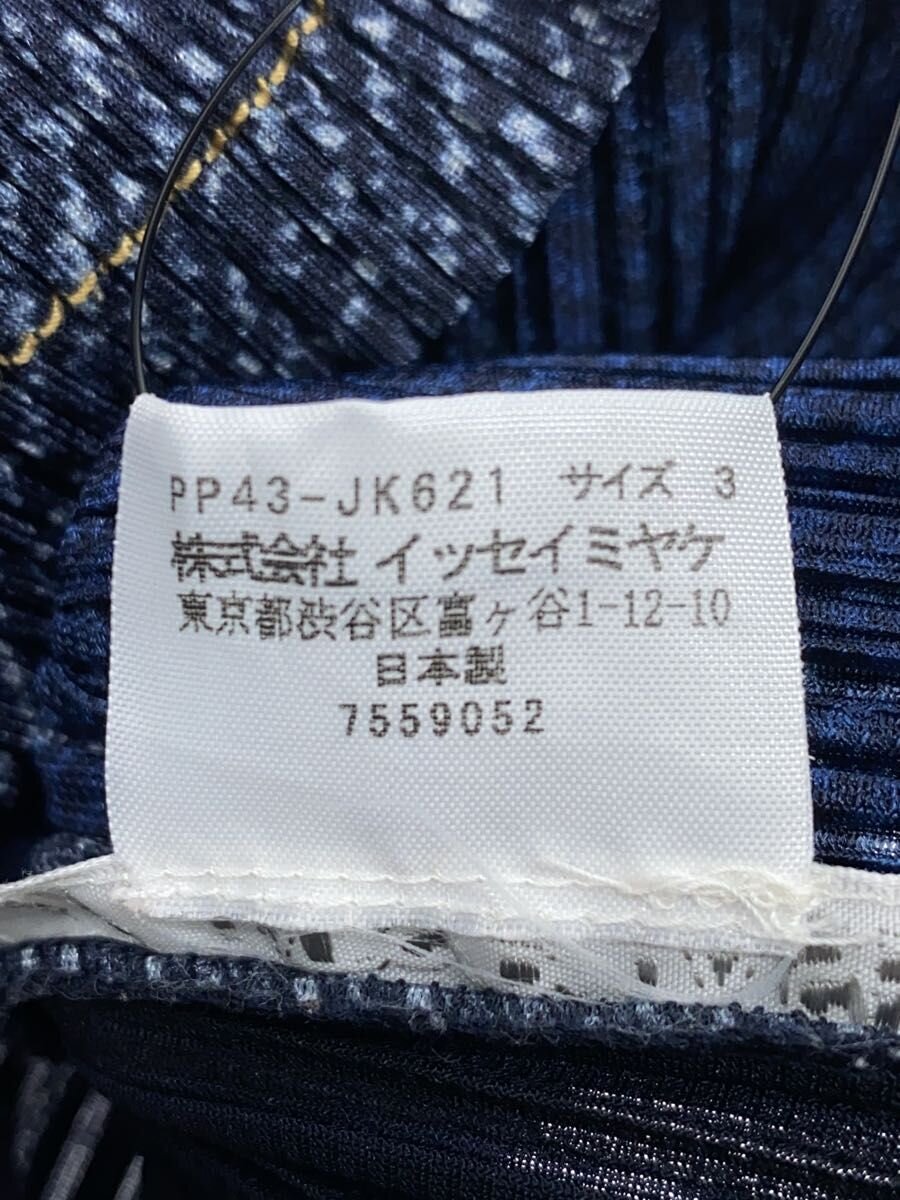 PP43-JK621 サイズ 3
株式会社 イッセイミヤケ
東京都渋谷区富ヶ谷1-12-10
日本製
7559052